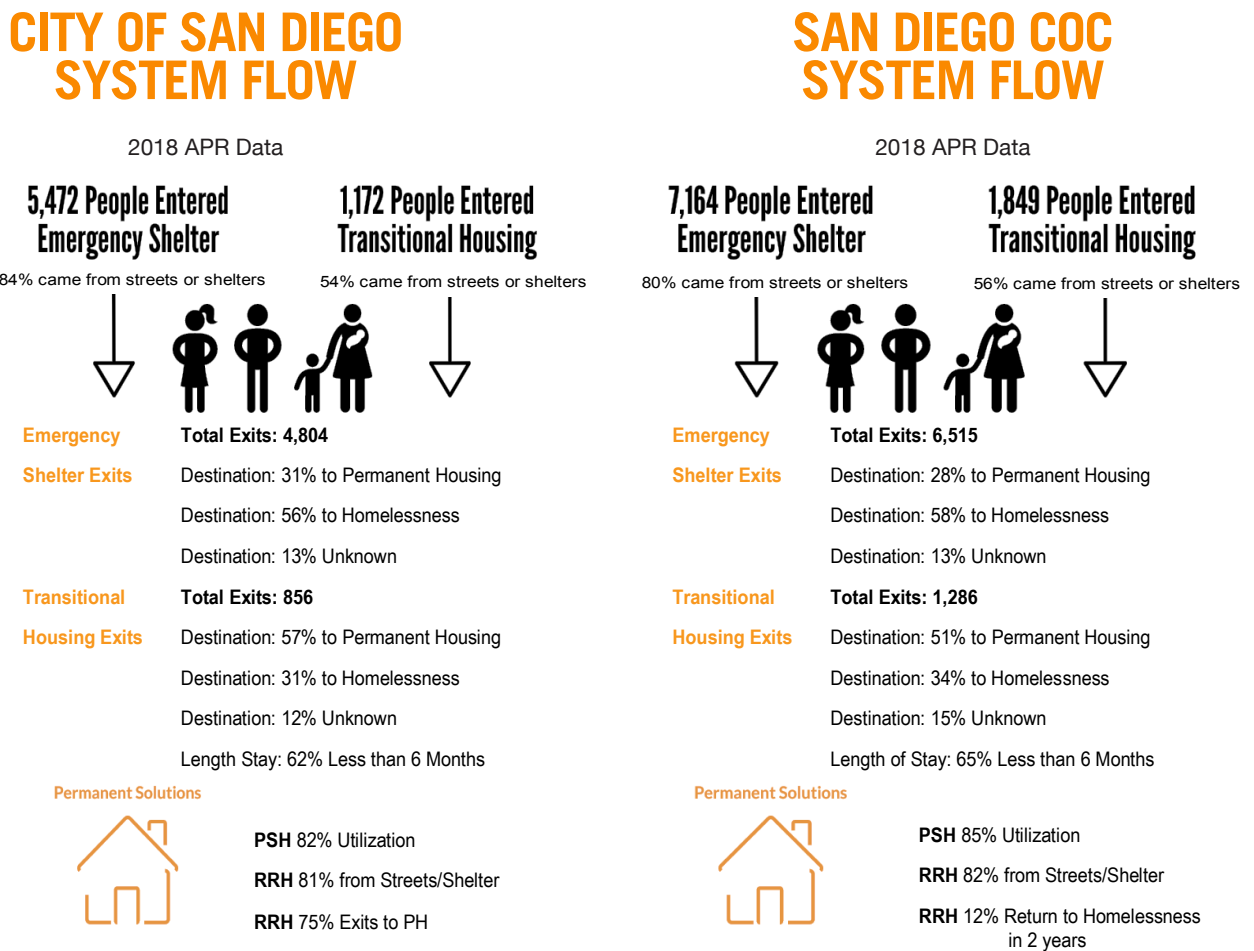 CITY OF SAN DIEGO
SYSTEM FLOW
2018 APR Data
5,472 People Entered
Emergency Shelter
84% came from streets or shelters
1,172 People Entered
Transitional Housing
54% came from streets or shelters
Emergency
Shelter Exits
Total Exits: 4,804
Destination: 31% to Permanent Housing
Destination: 56% to Homelessness
Destination: 13% Unknown
Transitional
Housing Exits
Total Exits: 856
Destination: 57% to Permanent Housing
Destination: 31% to Homelessness
Destination: 12% Unknown
Length Stay: 62% Less than 6 Months
Permanent Solutions
PSH 82% Utilization
RRH 81% from Streets/Shelter
RRH 75% Exits to PH
SAN DIEGO COC
SYSTEM FLOW
2018 APR Data
7,164 People Entered
Emergency Shelter
80% came from streets or shelters
1,849 People Entered
Transitional Housing
56% came from streets or shelters
Emergency
Shelter Exits
Total Exits: 6,515
Destination: 28% to Permanent Housing
Destination: 58% to Homelessness
Destination: 13% Unknown
Transitional
Housing Exits
Total Exits: 1,286
Destination: 51% to Permanent Housing
Destination: 34% to Homelessness
Destination: 15% Unknown
Length of Stay: 65% Less than 6 Months
Permanent Solutions
PSH 85% Utilization
RRH 82% from Streets/Shelter
RRH 12% Return to Homelessness
in 2 years